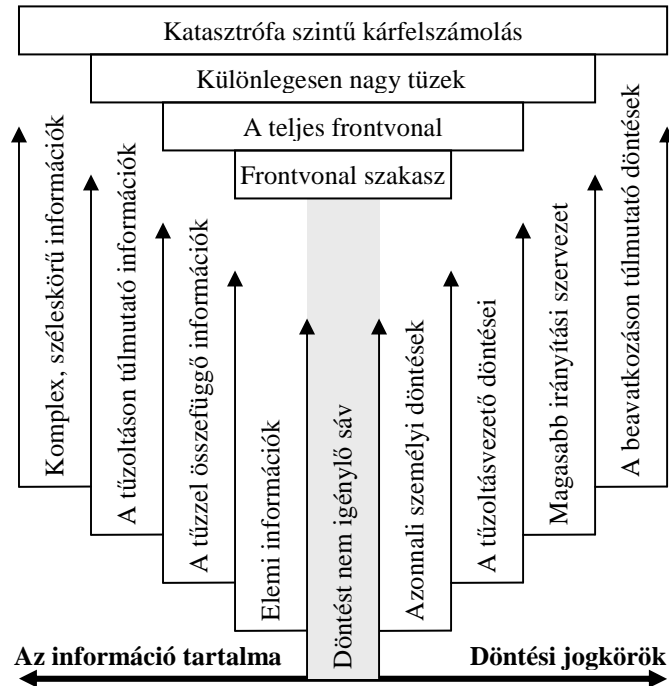 Katasztrófa szintű kárfelszámolás
Különlegesen nagy tüzek
A teljes frontvonal
Frontvonal szakasz
Komplex, széleskörű információk
A tűzoltáson túlmutató információk
A tűzzel összefüggő információk
Elemi információk
Döntést nem igénylő sáv
Azonnali személyi döntések
A tűzoltásvezető döntései
Magasabb irányítási szervezet
A beavatkozáson túlmutató döntések
Az információ tartalma
Döntési jogkörök